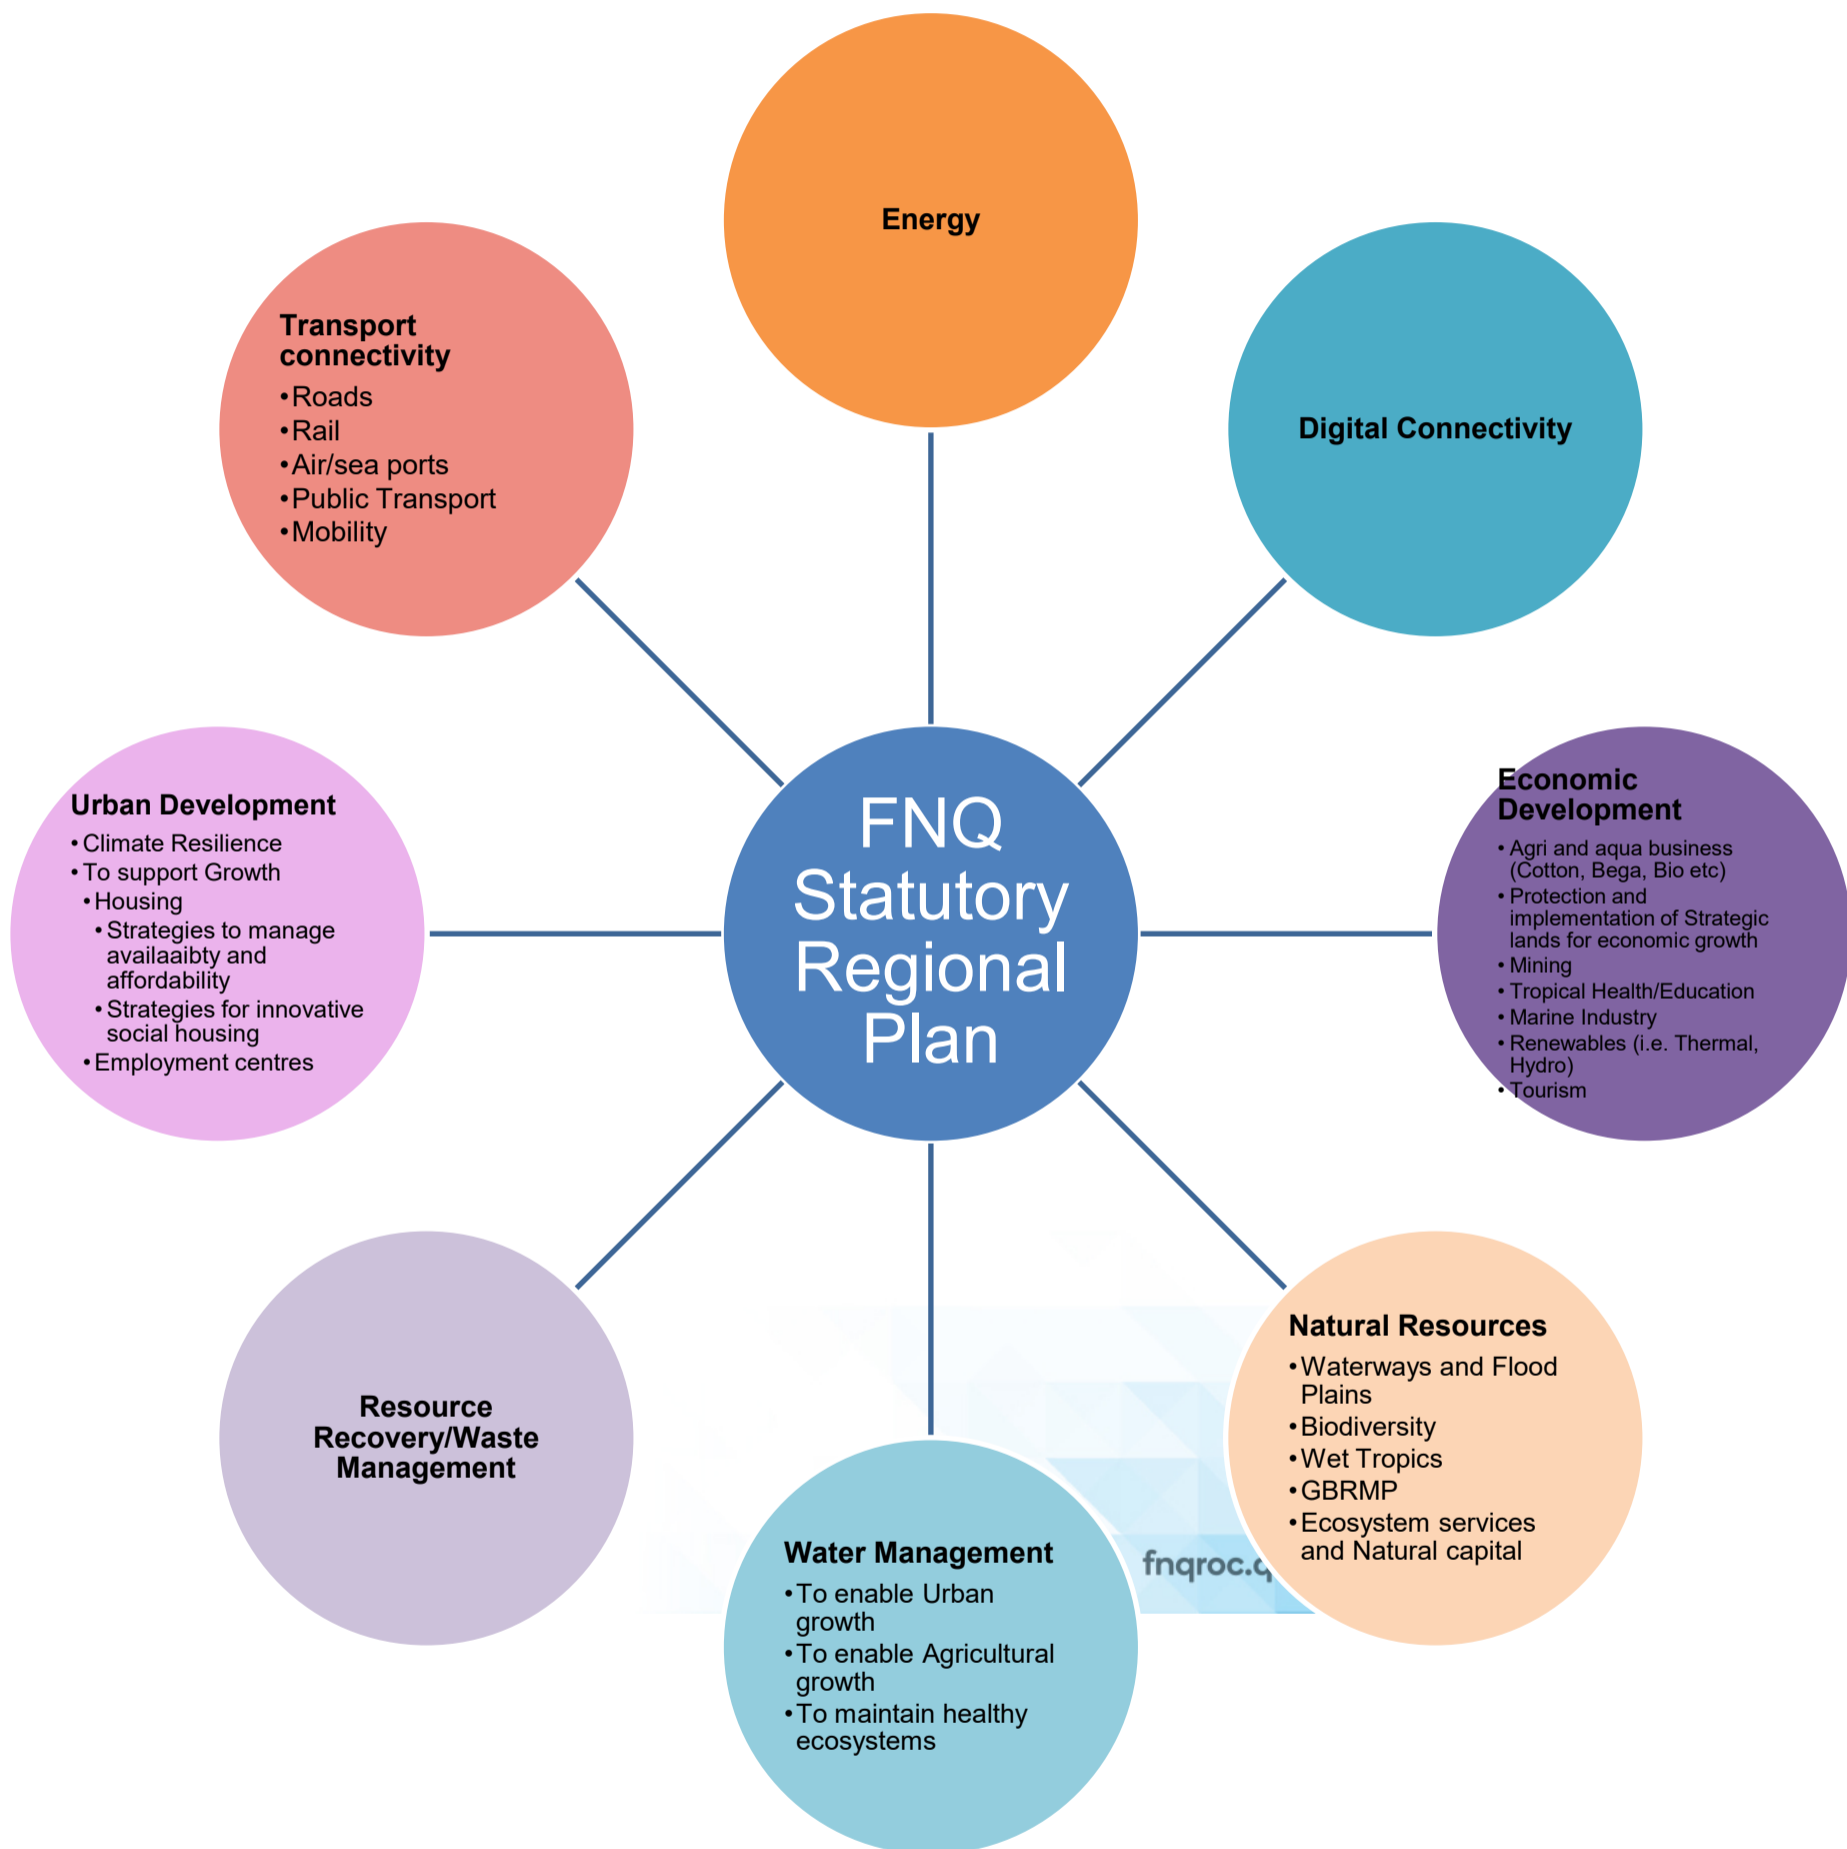 Energy
Digital Connectivity
Economic
Development
• Agri and aqua business
(Cotton, Bega, Bio etc)
• Protection and
implementation of Strategic
lands for economic growth
• Mining
• Tropical Health/Education
• Marine Industry
• Renewables (i.e. Thermal,
Hydro)
• Tourism
Natural Resources
• Waterways and Flood
Plains
• Biodiversity
• Wet Tropics
• GBRMP
• Ecosystem services
and Natural capital
Water Management
• To enable Urban
growth
• To enable Agricultural
growth
• To maintain healthy
ecosystems
Resource
Recovery/Waste
Management
Urban Development
• Climate Resilience
• To support Growth
• Housing
• Strategies to manage
availaaibty and
affordability
• Strategies for innovative
social housing
• Employment centres
Transport
connectivity
• Roads
• Rail
• Air/sea ports
• Public Transport
• Mobility
FNQ
Statutory
Regional
Plan
fnqroc.q